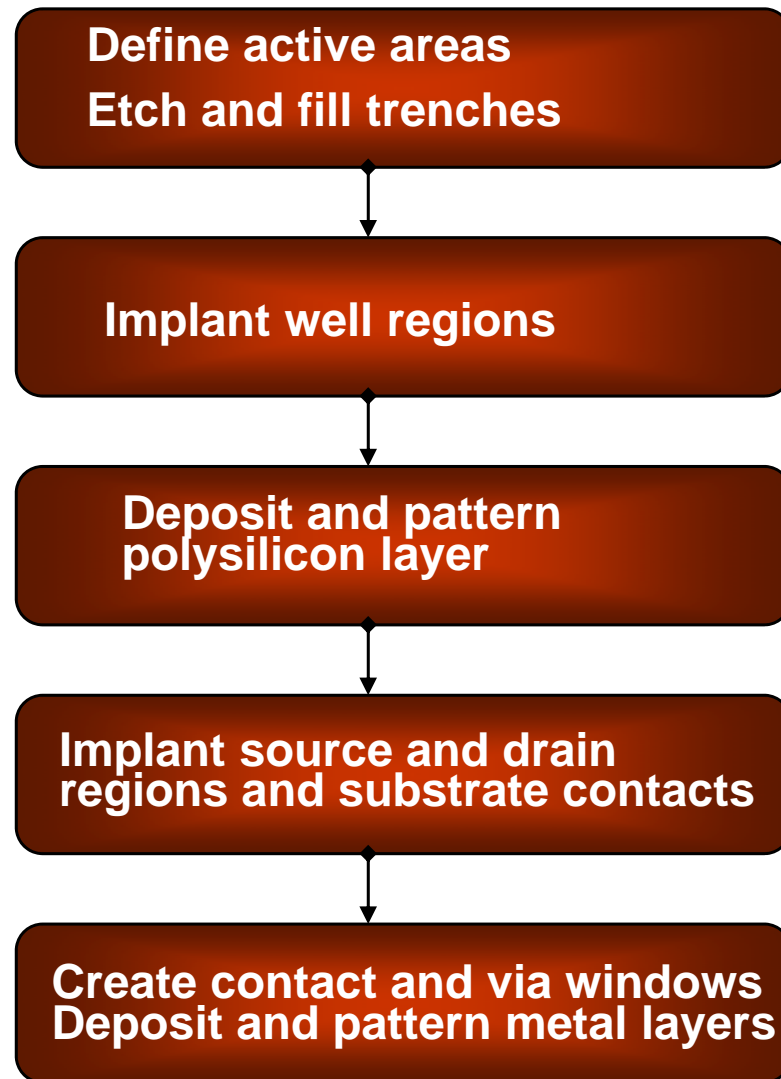 Define active areas
Etch and fill trenches
Implant well regions
Deposit and pattern
polysilicon layer
Implant source and drain
regions and substrate contacts
Create contact and via windows
Deposit and pattern metal layers